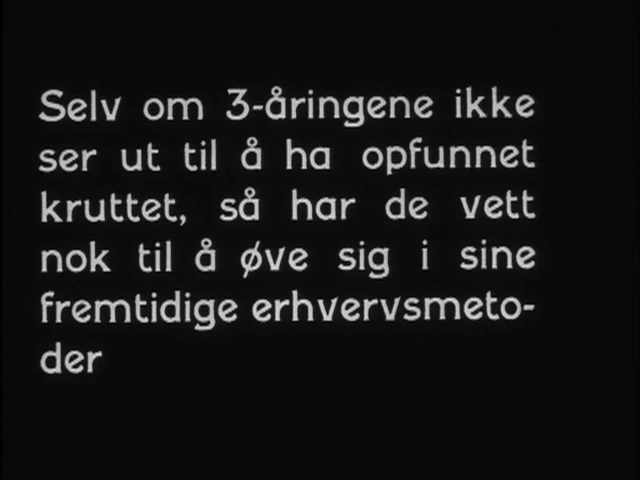 Selv om 3-åringene ikke
ser ut til å ha opfunnet
kruttet, så har de vett
nok til å øve sig i sine
fremtidige erhvervsmeto-
der